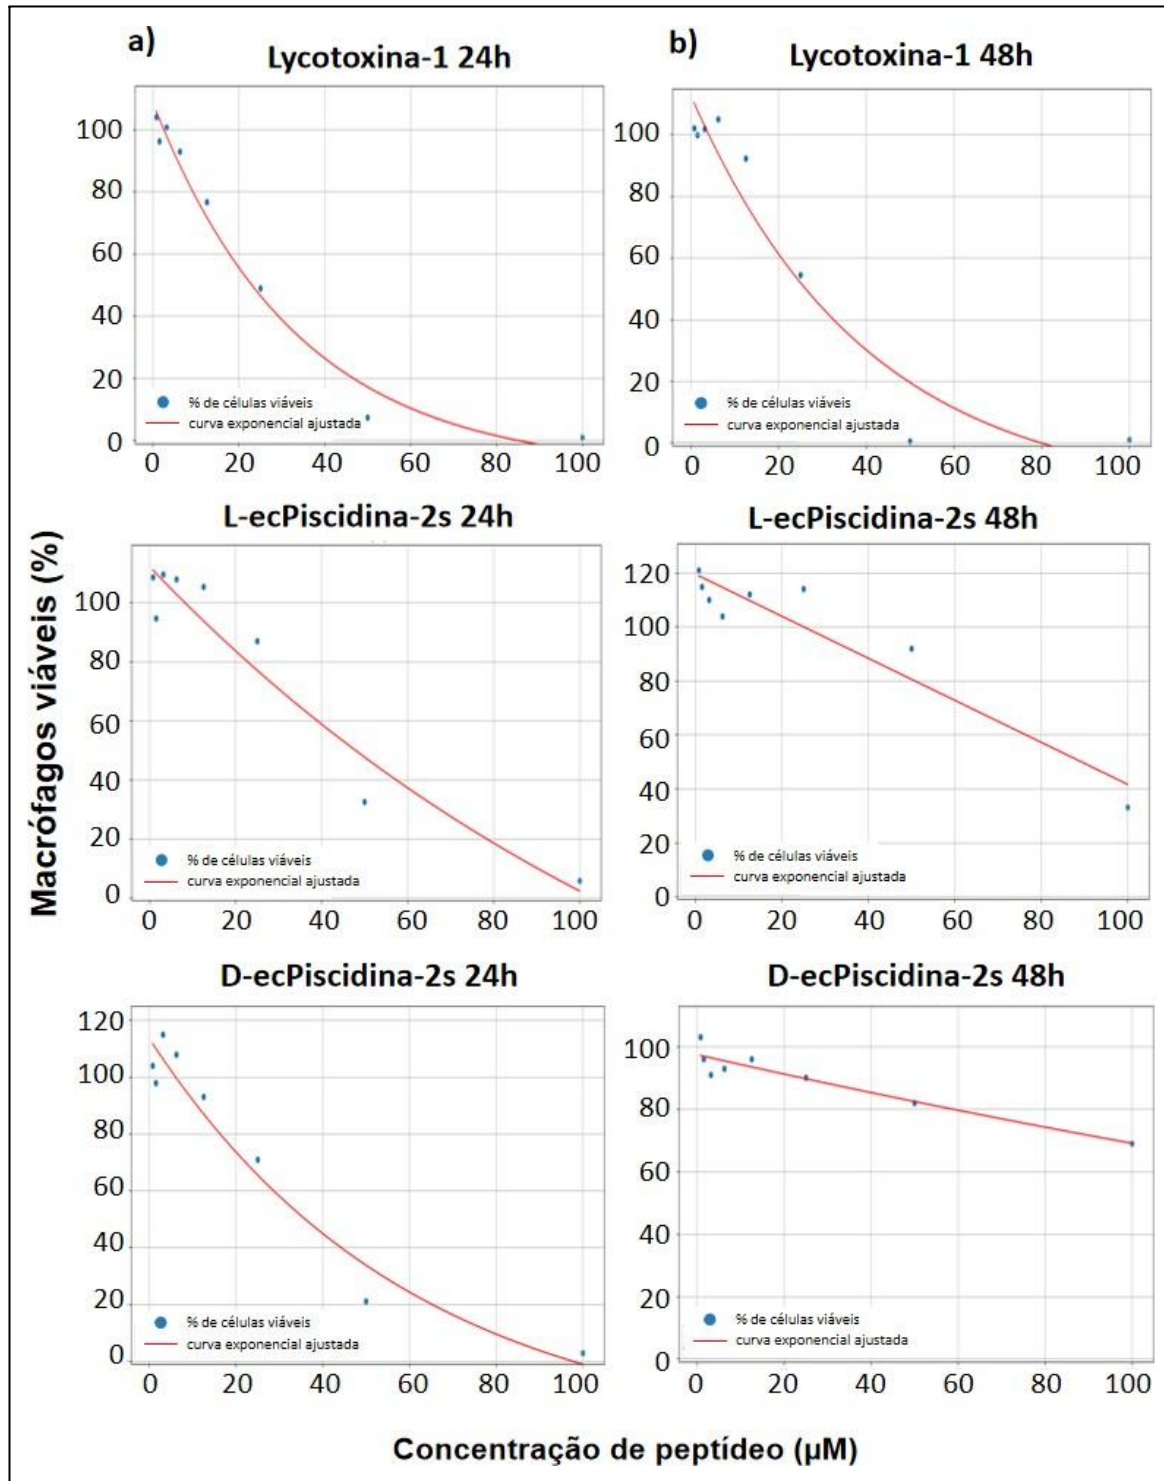 a)
Lycotoxina-1 24h
100
80
60
40
20
0
% de células viáveis
curva exponencial ajustada
0 20 40 60 80 100
b)
Lycotoxina-1 48h
100
80
60
40
20
0
% de células viáveis
curva exponencial ajustada
0 20 40 60 80 100
Macrófagos viáveis (%)
L-ecPiscidina-2s 24h
100
80
60
40
20
0
% de células viáveis
curva exponencial ajustada
0 20 40 60 80 100
L-ecPiscidina-2s 48h
120
100
80
60
40
20
0
% de células viáveis
curva exponencial ajustada
0 20 40 60 80 100
D-ecPiscidina-2s 24h
120
100
80
60
40
20
0
% de células viáveis
curva exponencial ajustada
0 20 40 60 80 100
D-ecPiscidina-2s 48h
100
80
60
40
20
0
% de células viáveis
curva exponencial ajustada
0 20 40 60 80 100
Concentração de peptídeo (µM)